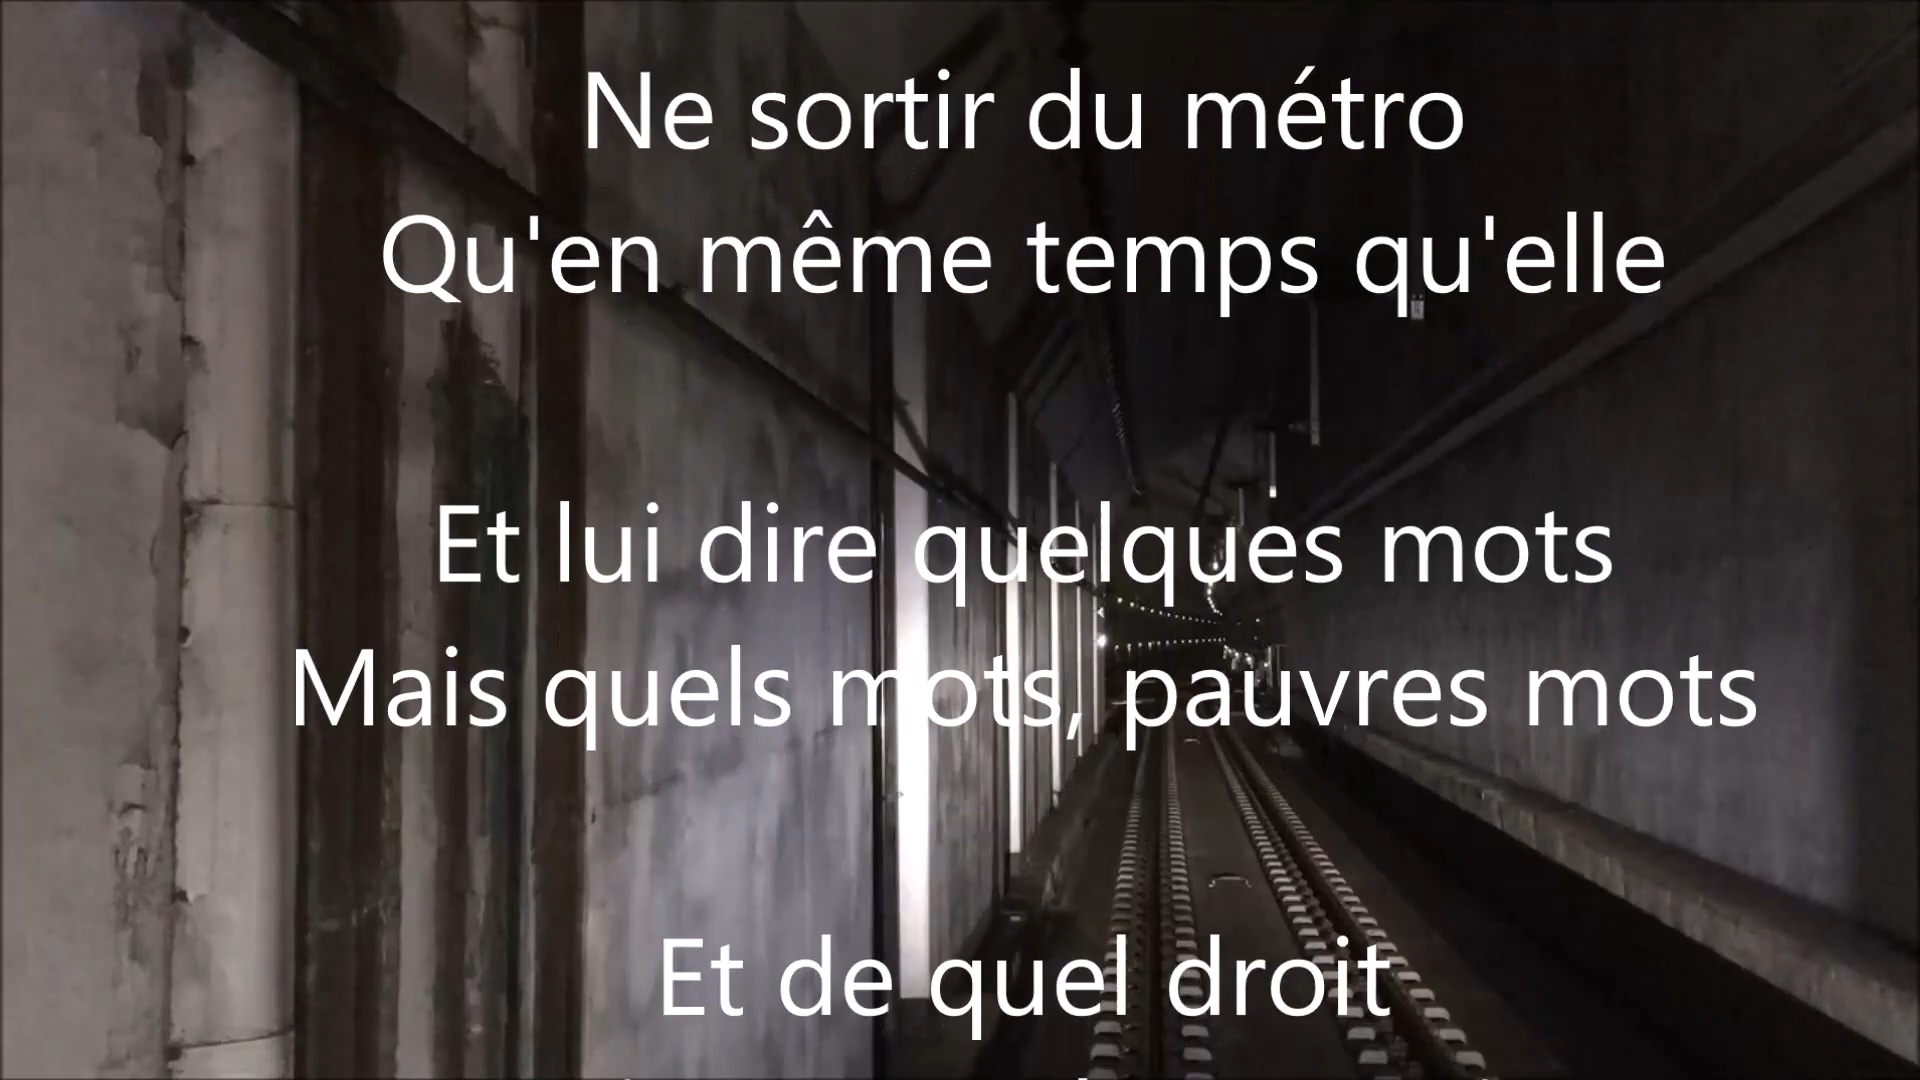 Ne sortir du métro
Qu'en même temps qu'elle
Et lui dire quelques mots
Mais quels mots, pauvres mots
Et de quel droit